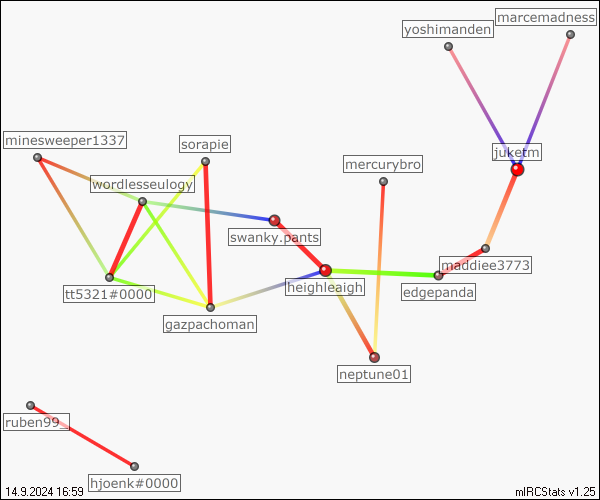 marcemadness
yoshimanden
minesweeper1337
sorapie
juketm
mercurybro
wordlesseulogy
swanky.pants
maddiee3773
heighleaigh
edgepanda
tt5321#0000
gazpachoman
neptune01
ruben99_
hjoenk#0000
14.9.2024 16:59
mIRCStats v1.25